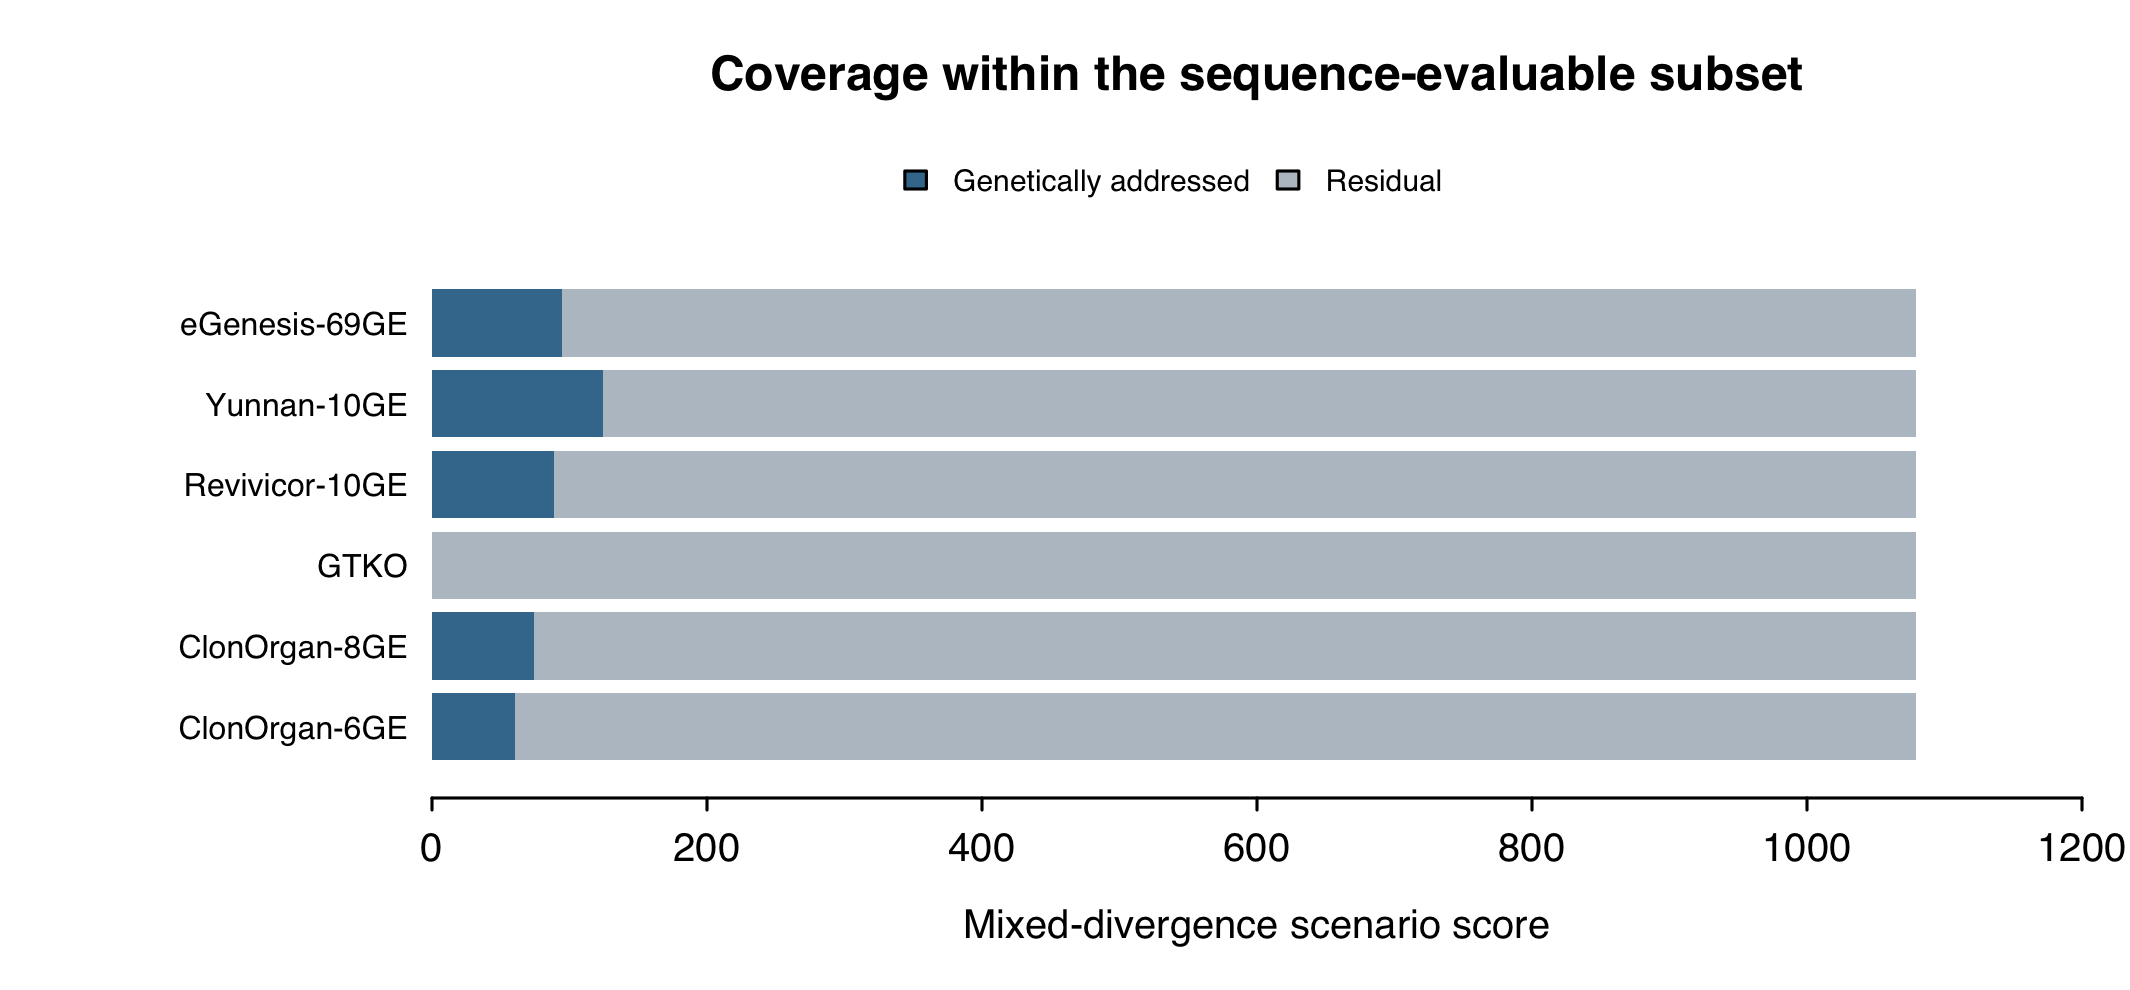 Coverage within the sequence-evaluable subset
Genetically addressed Residual
eGenesis-69GE
Yunnan-10GE
Revivicor-10GE
GTKO
ClonOrgan-8GE
ClonOrgan-6GE
0 200 400 600 800 1000 1200
Mixed-divergence scenario score